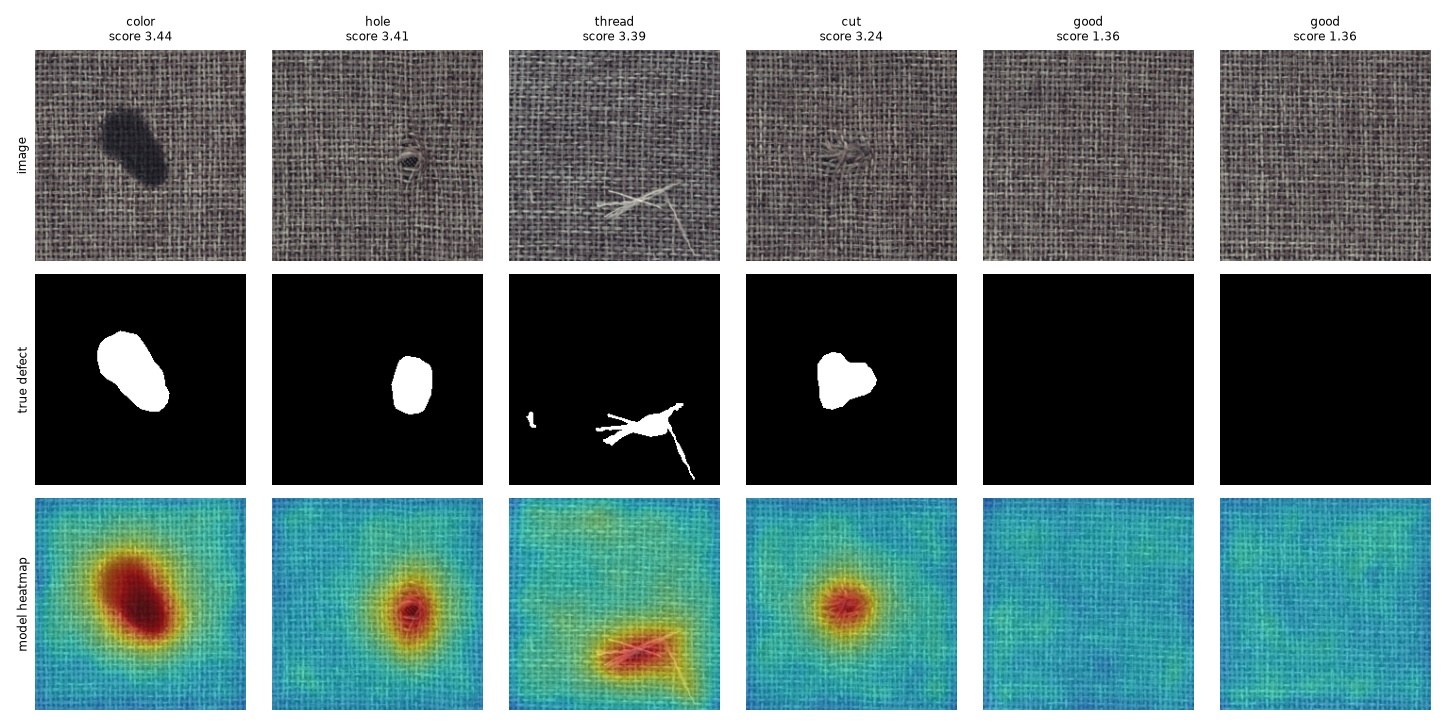 color
score 3.44
hole
score 3.41
thread
score 3.39
cut
score 3.24
good
score 1.36
good
score 1.36
image
true defect
model heatmap